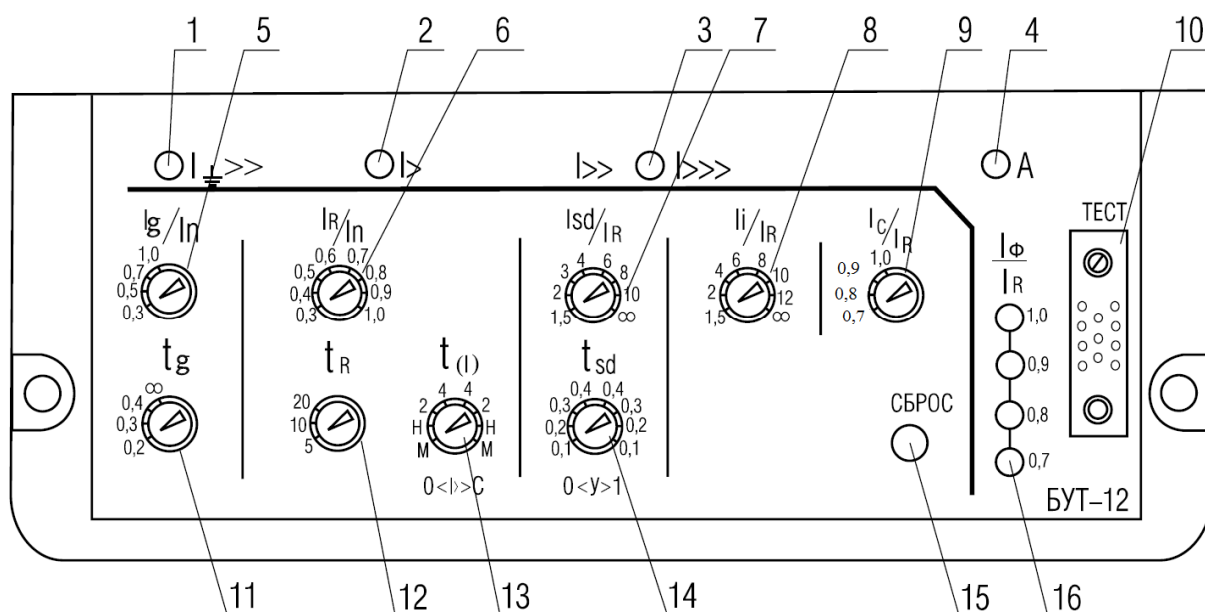 1 5 2 6 3 7 8 9 4 10
I⏚>> I> I>> I>>> A
Ig/In IR/In Isd/IR Ii/IR IC/IR ТЕСТ
0,3 0,5 0,7 1,0
0,3 0,4 0,5 0,6 0,7 0,8 0,9 1,0
1,5 2 3 4 6 8 10 ∞
1,5 2 4 6 8 10 12 ∞
0,7 0,8 0,9 1,0
IФ/IR
1,0
0,9
0,8
0,7
tg tR t(I) tsd
0,2 0,3 0,4 ∞
5 10 20
М Н 2 4 4 2 Н М
0,1 0,2 0,3 0,4 0,4 0,3 0,2 0,1
СБРОС
0<I>>C 0<У>1
БУТ-12
11 12 13 14 15 16